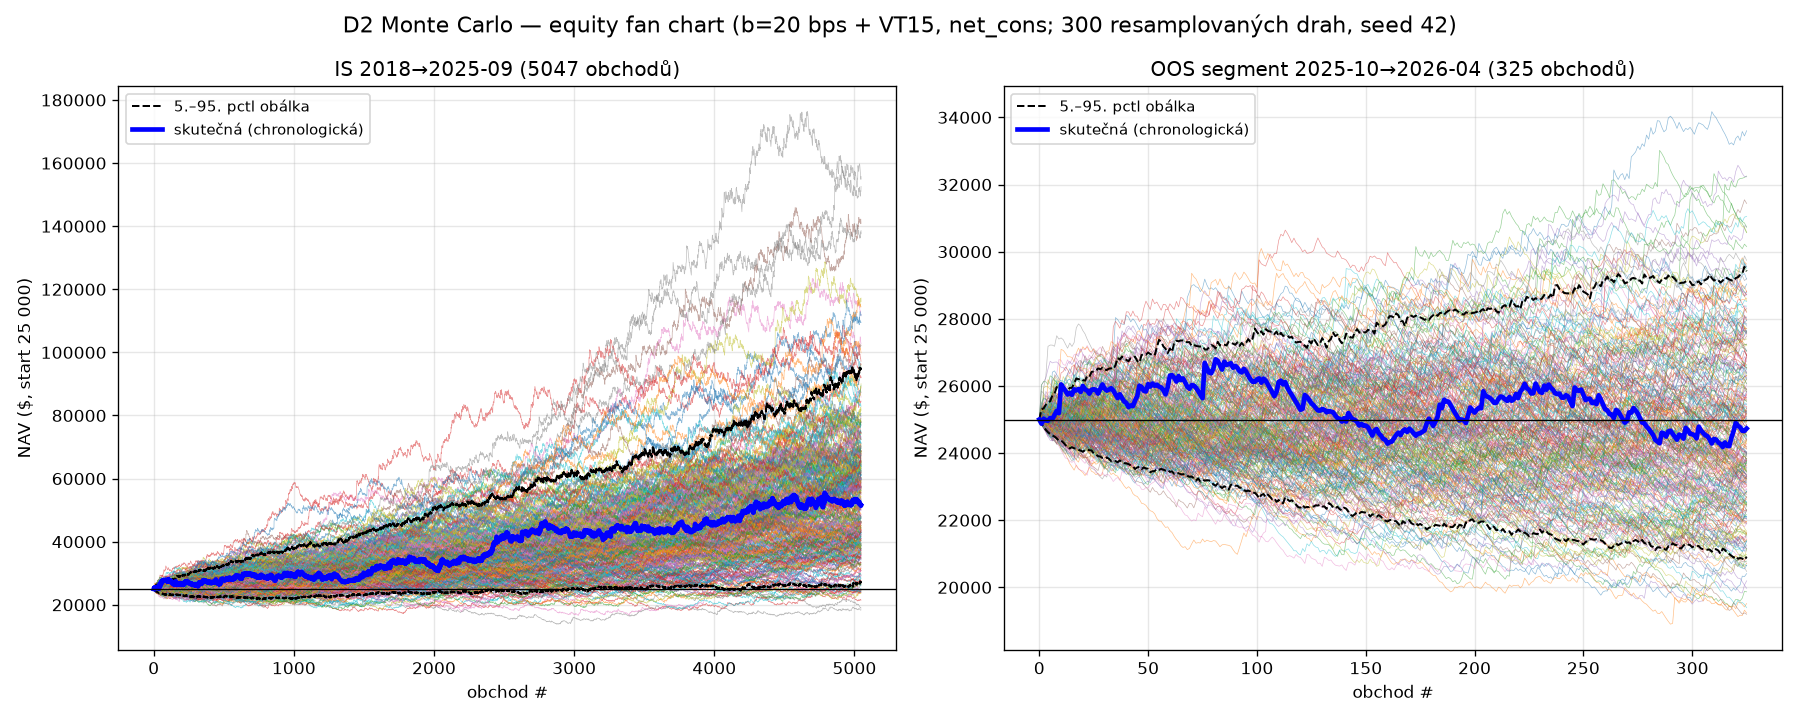 D2 Monte Carlo — equity fan chart (b=20 bps + VT15, net_cons; 300 resamplovaných drah, seed 42)
IS 2018→2025-09 (5047 obchodů)
5.–95. pctl obálka
skutečná (chronologická)
NAV ($, start 25 000)
180000
160000
140000
120000
100000
80000
60000
40000
20000
0
1000
2000
3000
4000
5000
obchod #
OOS segment 2025-10→2026-04 (325 obchodů)
5.–95. pctl obálka
skutečná (chronologická)
NAV ($, start 25 000)
34000
32000
30000
28000
26000
24000
22000
20000
0
50
100
150
200
250
300
obchod #